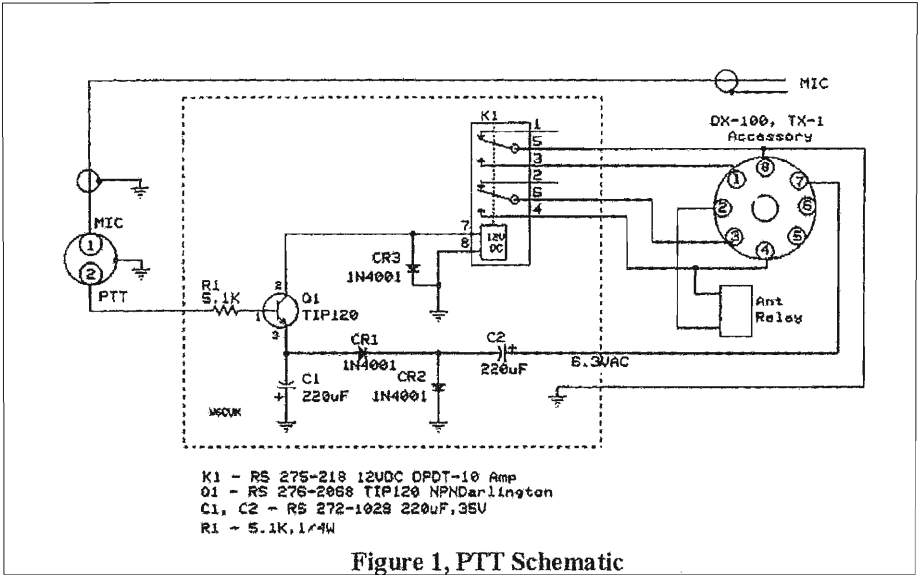 MIC
K1
DX-100, TX-1
Accessory
1
5
3
2
6
4
7
8
12V
DC
8
1
7
2
6
3
5
4
MIC
1
2
PTT
R1
5.1K
2
1
3
Q1
TIP120
CR3
1N4001
CR1
1N4001
CR2
1N4001
C2
+
220uF
6.3VAC
C1
+
220uF
W6OVK
Ant
Relay
K1 - RS 275-218 12VDC DPDT-10 Amp
Q1 - RS 276-2068 TIP120 NPNDarlington
C1, C2 - RS 272-1028 220uF,35V
R1 - 5.1K,1/4W
Figure 1, PTT Schematic